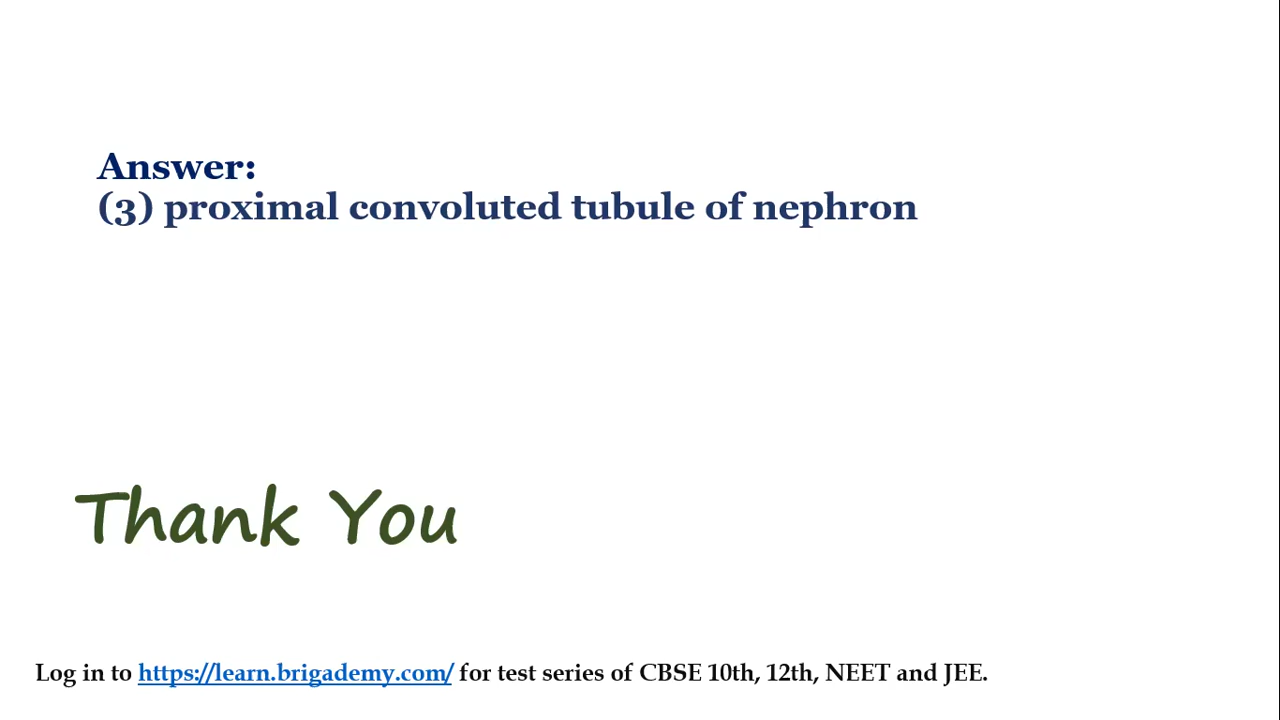 Answer:
(3) proximal convoluted tubule of nephron
Thank You
Log in to https://learn.brigademy.com/ for test series of CBSE 10th, 12th, NEET and JEE.